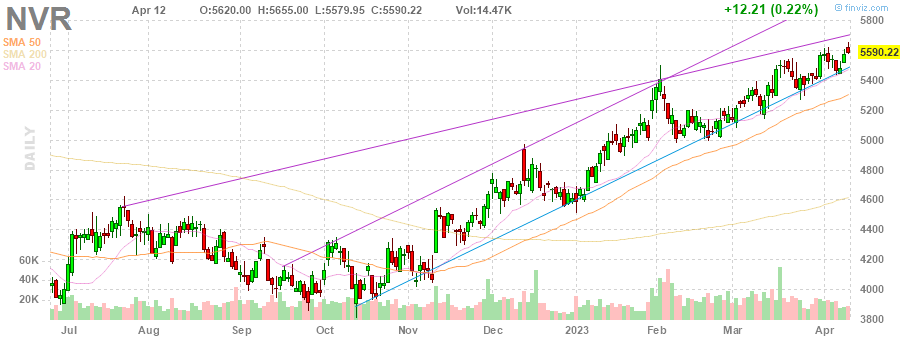 NVR
Apr 12 O:5620.00 H:5655.00 L:5579.95 C:5590.22 Vol:14.47K +12.21 (0.22%)
© finviz.com
SMA 50
SMA 200
SMA 20
DAILY
5800
5590.22
5400
5200
5000
4800
4600
4400
4200
4000
3800
60K
40K
20K
Jul Aug Sep Oct Nov Dec 2023 Feb Mar Apr